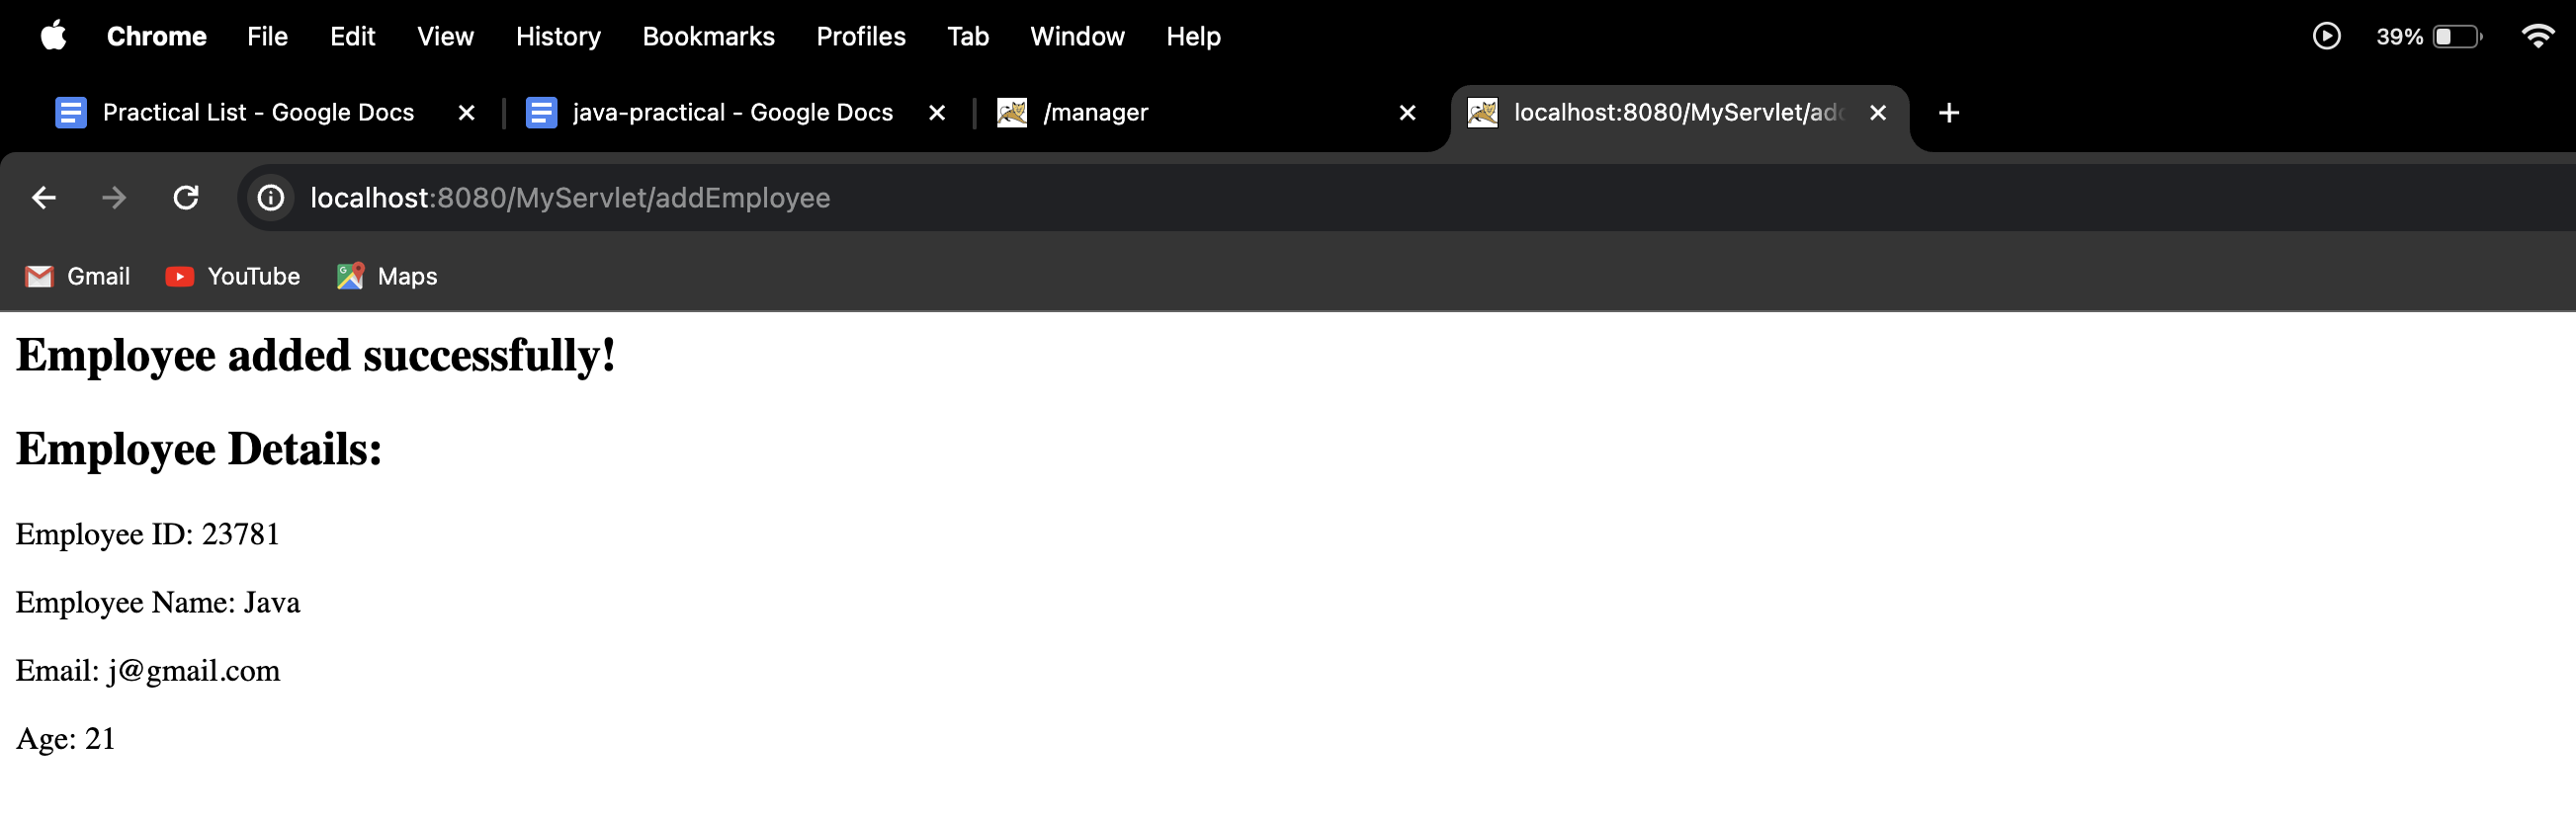 Chrome File Edit View History Bookmarks Profiles Tab Window Help 39%
Practical List - Google Docs java-practical - Google Docs /manager localhost:8080/MyServlet/ad
localhost:8080/MyServlet/addEmployee
Gmail YouTube Maps
Employee added successfully!
Employee Details:
Employee ID: 23781
Employee Name: Java
Email: j@gmail.com
Age: 21